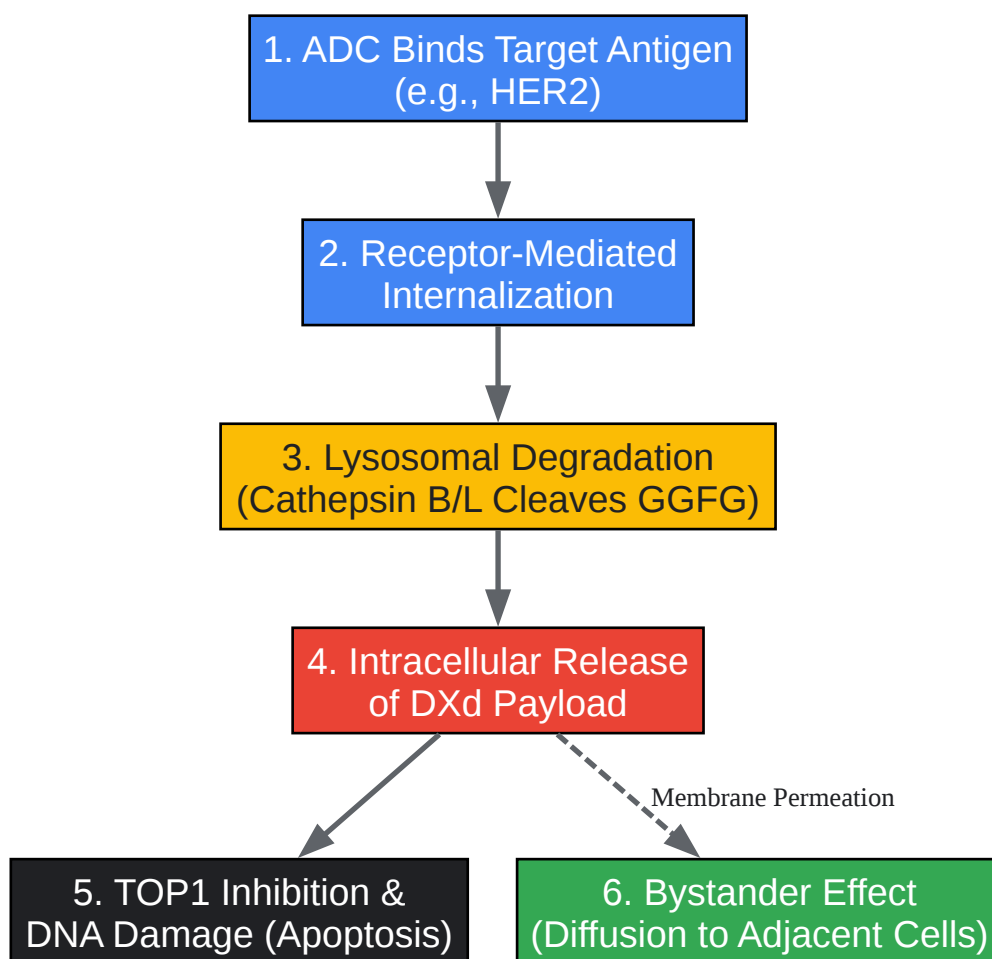 1. ADC Binds Target Antigen
(e.g., HER2)
2. Receptor-Mediated
Internalization
3. Lysosomal Degradation
(Cathepsin B/L Cleaves GGFG)
4. Intracellular Release
of DXd Payload
Membrane Permeation
5. TOP1 Inhibition &
DNA Damage (Apoptosis)
6. Bystander Effect
(Diffusion to Adjacent Cells)